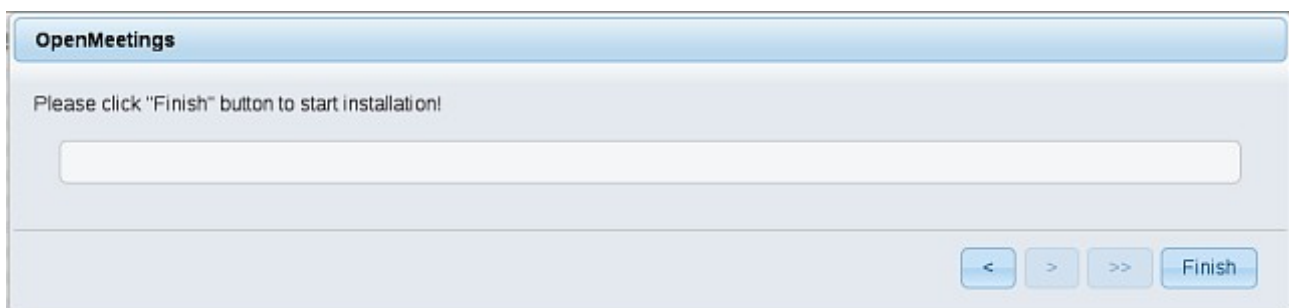 OpenMeetings
Please click "Finish" button to start installation!
< > >> Finish